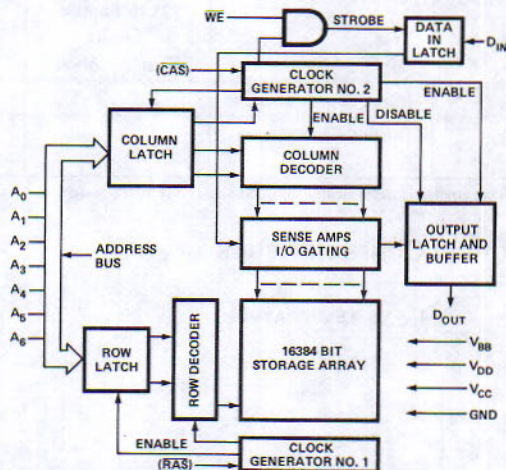 WE
STROBE
DATA
IN
LATCH
DIN
(CAS)
CLOCK
GENERATOR NO. 2
ENABLE
ENABLE
DISABLE
COLUMN
LATCH
COLUMN
DECODER
A0
A1
A2
A3
A4
A5
A6
ADDRESS
BUS
SENSE AMPS
I/O GATING
OUTPUT
LATCH AND
BUFFER
DOUT
ROW
LATCH
ROW DECODER
16384 BIT
STORAGE ARRAY
VBB
VDD
VCC
GND
ENABLE
(RAS)
CLOCK
GENERATOR NO. 1